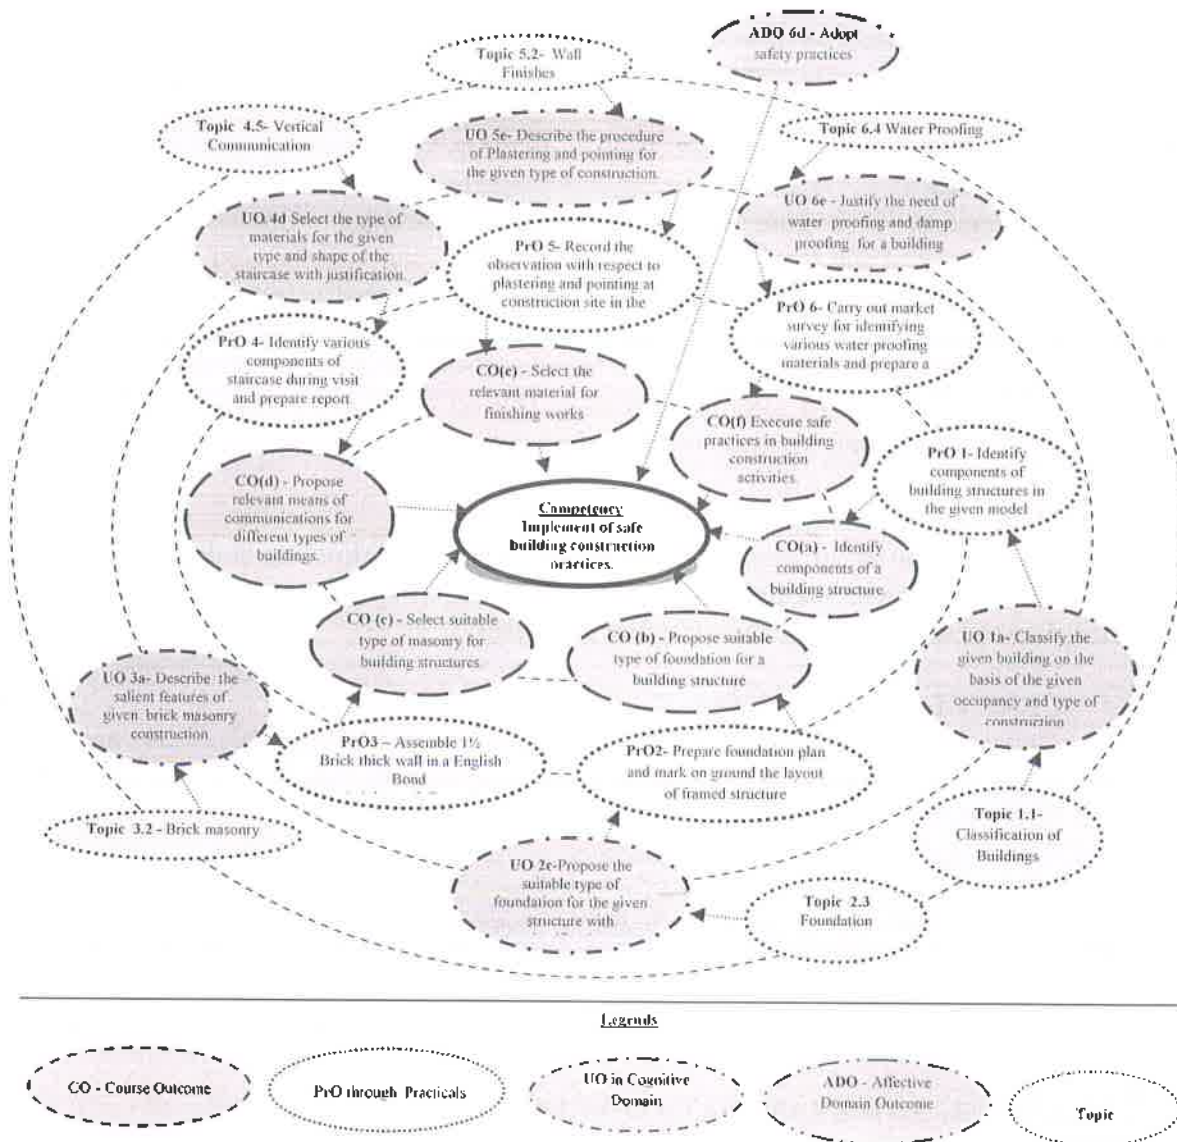 ADO 6d - Adopt
safety practices
Topic 5.2- Wall
Finishes
Topic 4.5- Vertical
Communication
UO 5e- Describe the procedure
of Plastering and pointing for
the given type of construction.
Topic 6.4 Water Proofing
UO 4d Select the type of
materials for the given
type and shape of the
staircase with justification.
PrO 5- Record the
observation with respect to
plastering and pointing at
construction site in the
UO 6e - Justify the need of
water proofing and damp
proofing for a building
PrO 4- Identify various
components of
staircase during visit
and prepare report.
CO(e) - Select the
relevant material for
finishing works
PrO 6- Carry out market
survey for identifying
various water proofing
materials and prepare a
CO(f) Execute safe
practices in building
construction
activities.
PrO 1- Identify
components of
building structures in
the given model
CO(d) - Propose
relevant means of
communications for
different types of
buildings.
Competency
Implement of safe
building construction
practices.
CO(a) - Identify
components of a
building structure.
CO (c) - Select suitable
type of masonry for
building structures.
CO (b) - Propose suitable
type of foundation for a
building structure
UO 1a- Classify the
given building on the
basis of the given
occupancy and type of
construction
UO 3a- Describe the
salient features of
given brick masonry
construction.
PrO3 – Assemble 1½
Brick thick wall in a English
Bond
PrO2- Prepare foundation plan
and mark on ground the layout
of framed structure
Topic 3.2 - Brick masonry
Topic 1.1-
Classification of
Buildings
UO 2c-Propose the
suitable type of
foundation for the given
structure with
Topic 2.3
Foundation
Legends
CO - Course Outcome
PrO through Practicals
UO in Cognitive
Domain
ADO - Affective
Domain Outcome
Topic